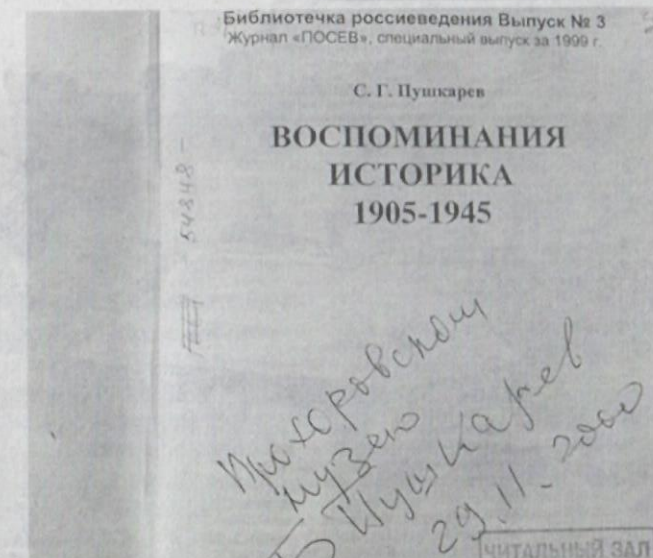 Библиотечка россиеведения Выпуск № 3
Журнал «ПОСЕВ», специальный выпуск за 1999 г.
С. Г. Пушкарев
ВОСПОМИНАНИЯ
ИСТОРИКА
1905-1945
54848-
Прохоровскому
музею
Б Пушкарев
29.11.2000
ЧИТАЛЬНЫЙ ЗАЛ